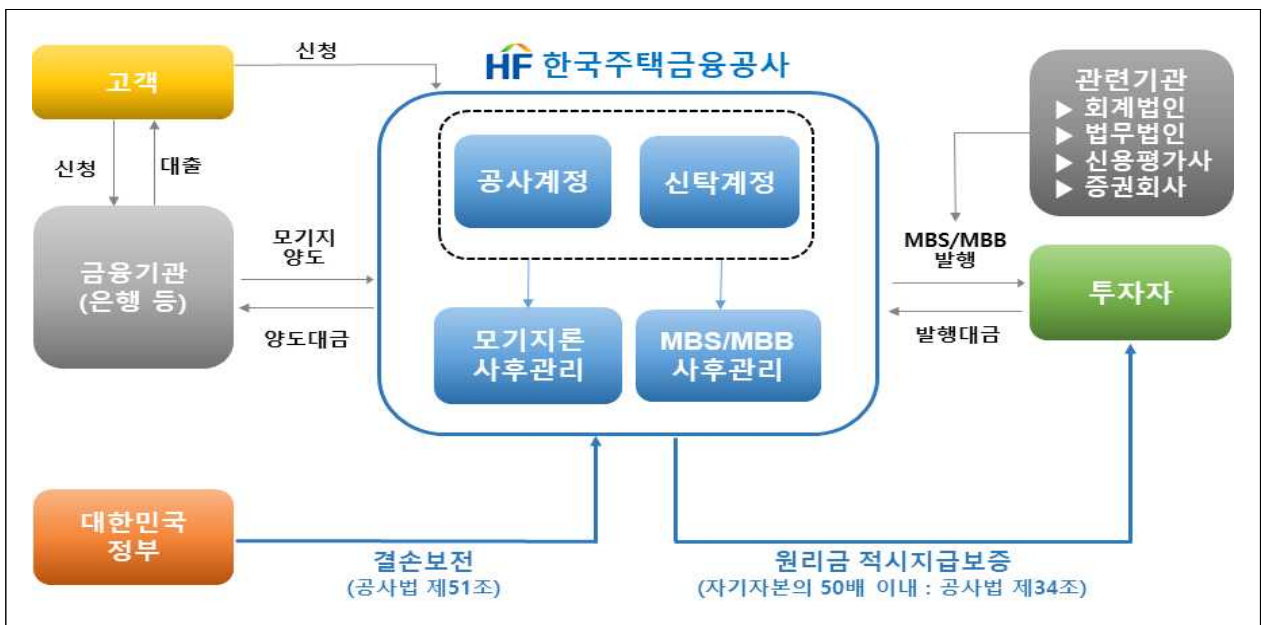 신청
HF 한국주택금융공사
고객
관련기관
▶ 회계법인
▶ 법무법인
▶ 신용평가사
▶ 증권회사
신청
대출
공사계정
신탁계정
금융기관
(은행 등)
모기지
양도
양도대금
모기지론
사후관리
MBS/MBB
사후관리
MBS/MBB
발행
발행대금
투자자
대한민국
정부
결손보전
(공사법 제51조)
원리금 적시지급보증
(자기자본의 50배 이내 : 공사법 제34조)